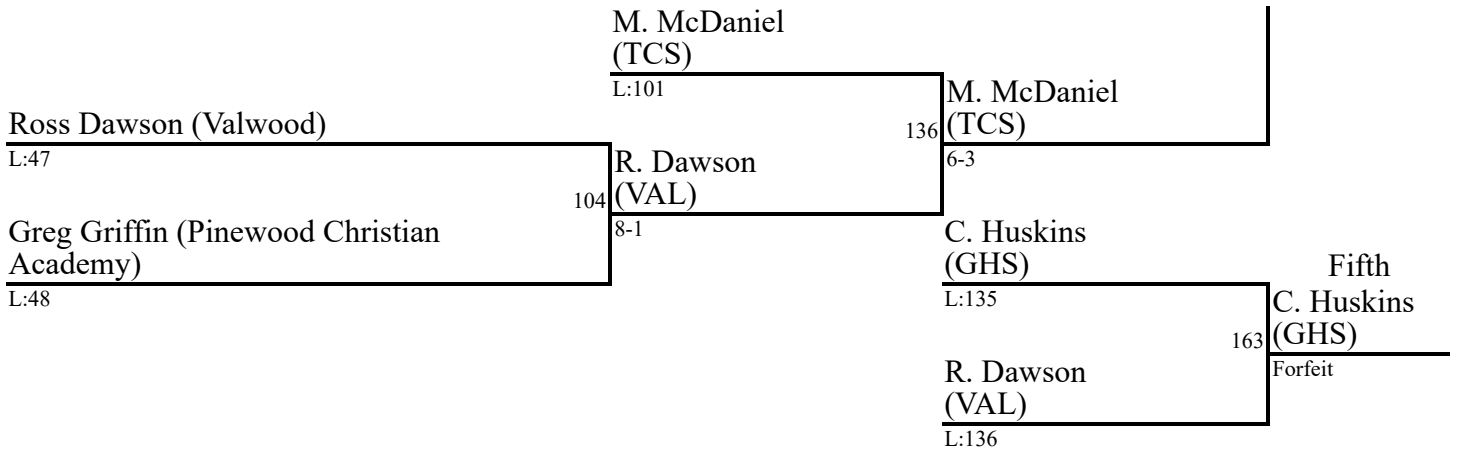 M. McDaniel
(TCS)
L:101
M. McDaniel
(TCS)
136
6-3
Ross Dawson (Valwood)
L:47
R. Dawson
(VAL)
104
8-1
Greg Griffin (Pinewood Christian
Academy)
L:48
C. Huskins
(GHS)
L:135
Fifth
C. Huskins
(GHS)
163
Forfeit
R. Dawson
(VAL)
L:136